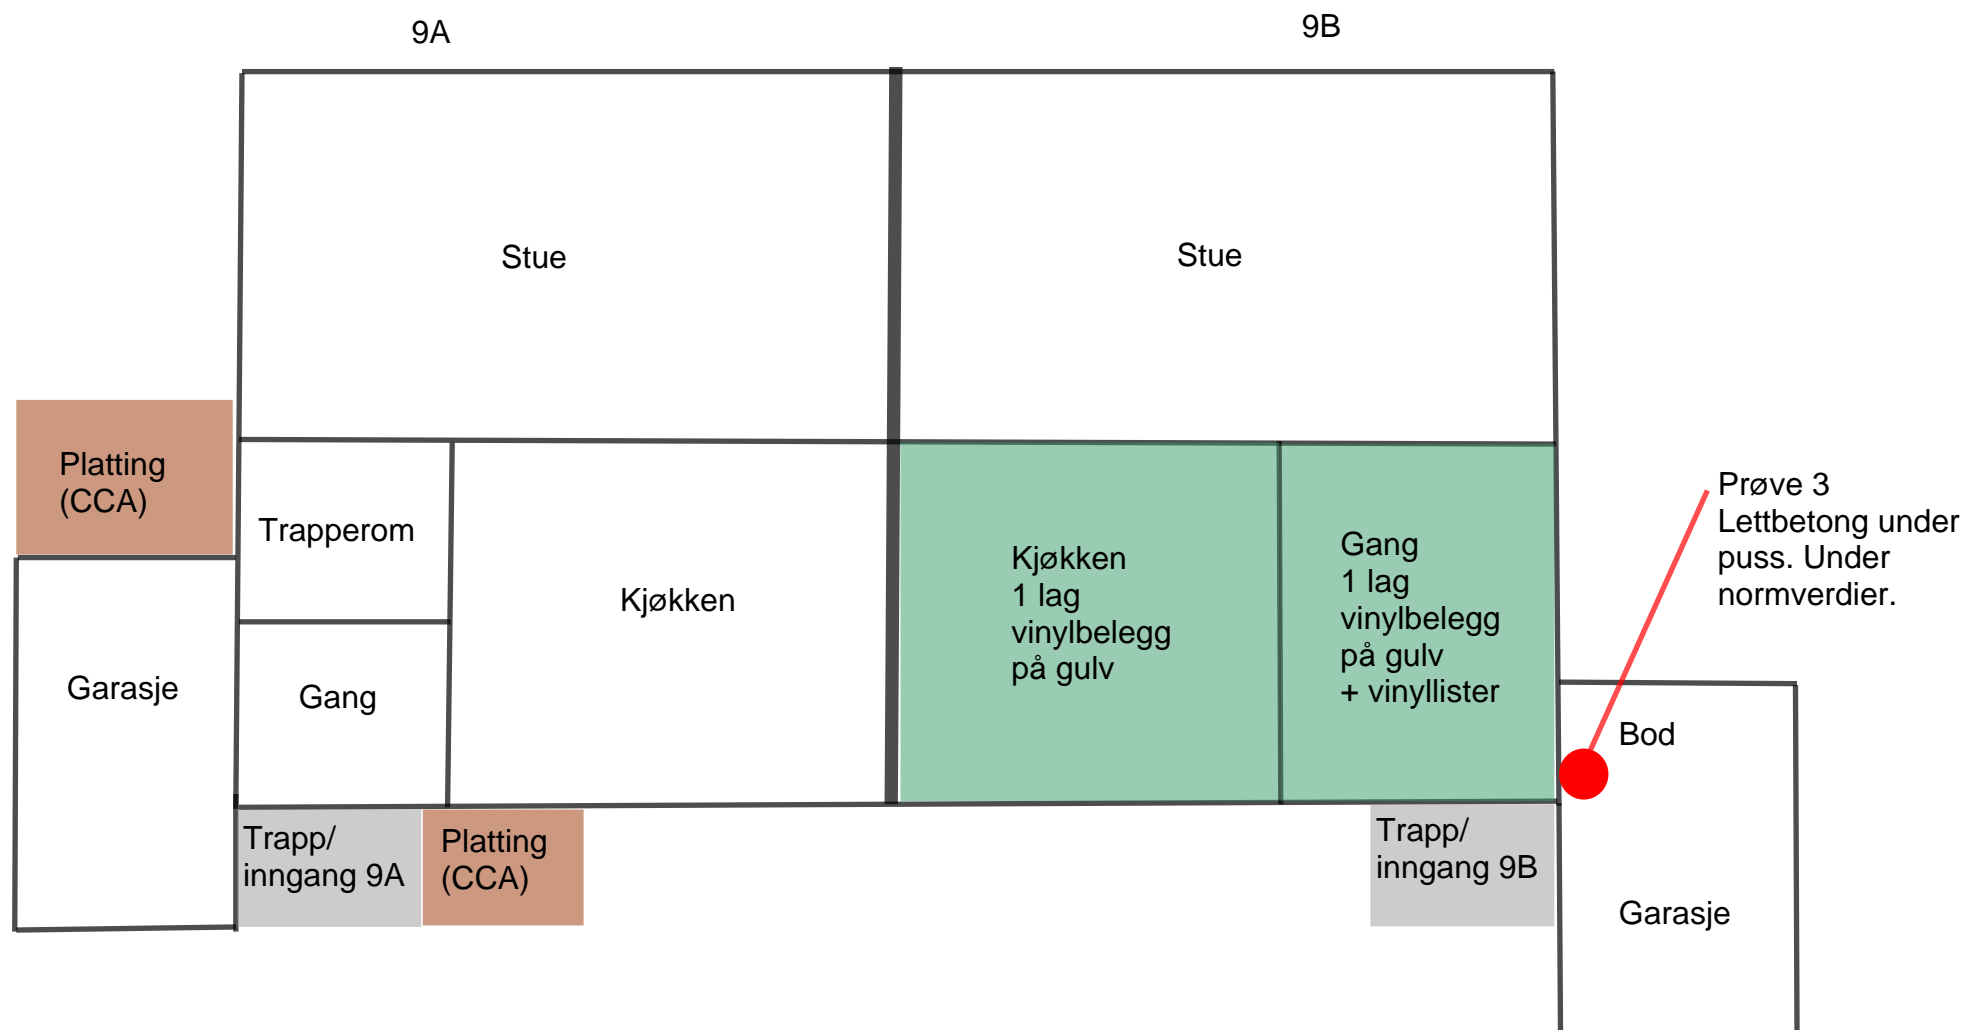 9A
9B
Stue
Stue
Platting
(CCA)
Trapperom
Kjøkken
Gang
Garasje
Kjøkken
1 lag
vinylbelegg
på gulv
Gang
1 lag
vinylbelegg
på gulv
+ vinyllister
Prøve 3
Lettbetong under
puss. Under
normverdier.
Bod
Trapp/
inngang 9A
Platting
(CCA)
Trapp/
inngang 9B
Garasje